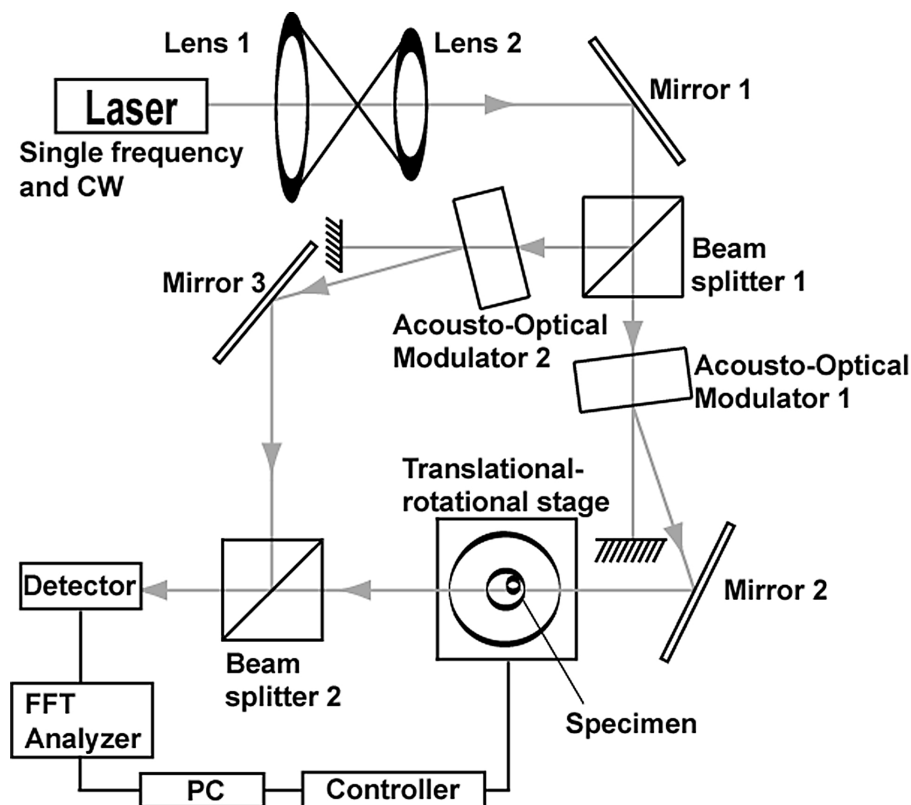 Lens 1
Lens 2
Laser
Single frequency
and CW
Mirror 1
Beam
splitter 1
Mirror 3
Acousto-Optical
Modulator 2
Acousto-Optical
Modulator 1
Translational-
rotational stage
Mirror 2
Detector
Beam
splitter 2
Specimen
FFT
Analyzer
PC
Controller